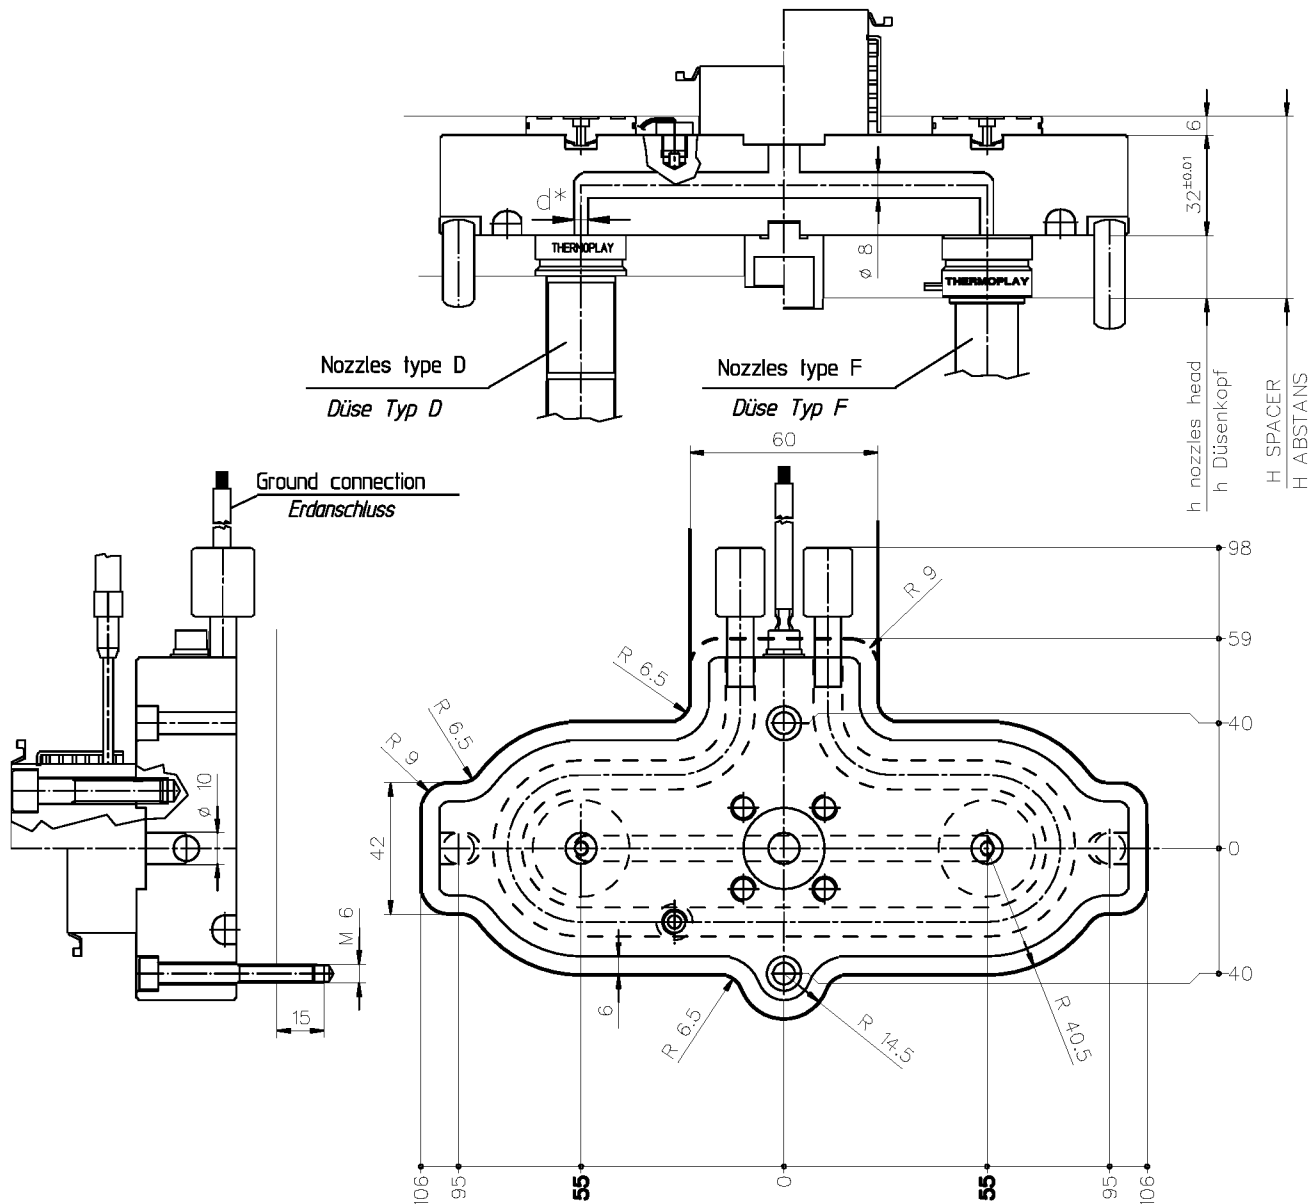 6
32±0.01
d*
THERMOPLAY
ø 8
THERMOPLAY
Nozzles type D
Düse Typ D
Nozzles type F
Düse Typ F
h nozzles head
h Düsenkopf
H SPACER
H ABSTANS
60
Ground connection
Erdanschluss
98
R 9
59
R 6.5
R 6.5
R 9
40
ø 10
42
0
M 6
15
6
40
R 6.5
R 14.5
R 40.5
106
95
55
0
55
95
106